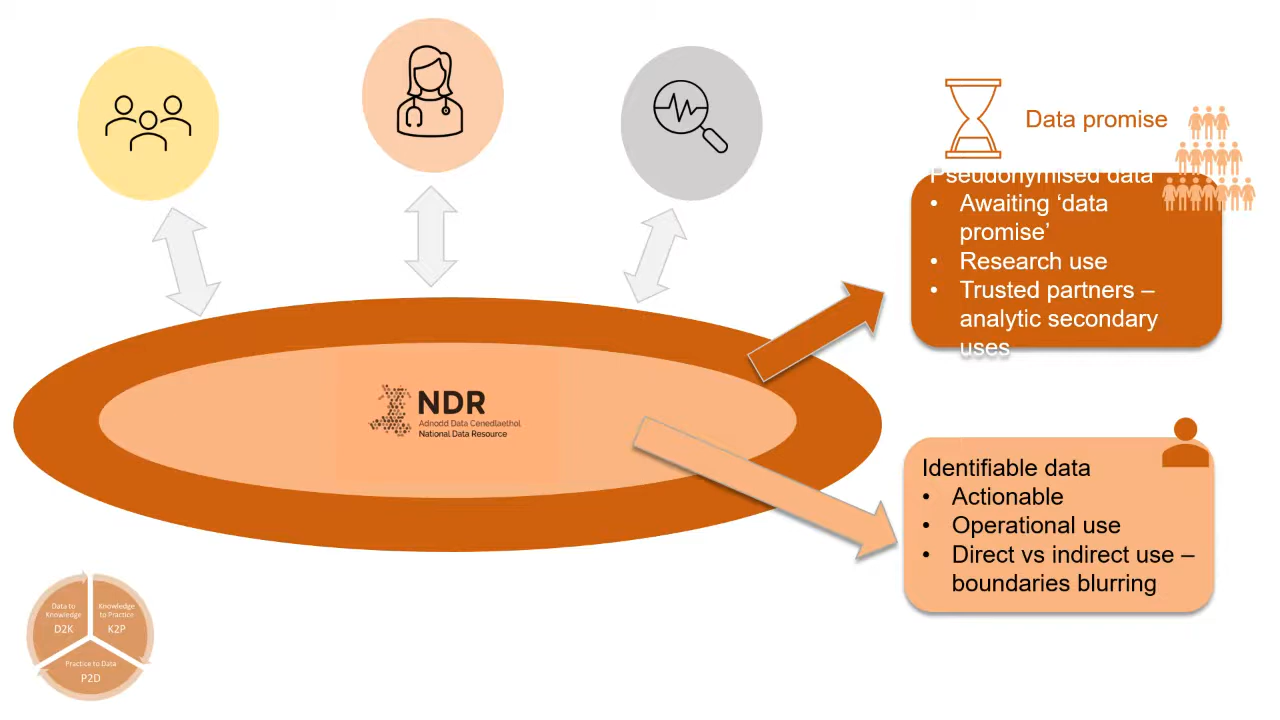 Data promise
Pseudonymised data
• Awaiting ‘data
promise’
• Research use
• Trusted partners –
analytic secondary
uses
NDR
Adnodd Data Cenedlaethol
National Data Resource
Identifiable data
• Actionable
• Operational use
• Direct vs indirect use –
boundaries blurring
Data to
Knowledge
D2K
Knowledge
to Practice
K2P
Practice to Data
P2D